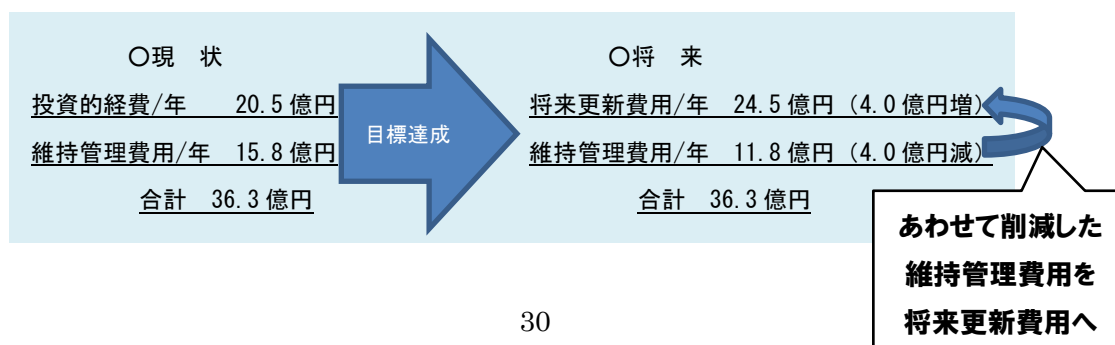 〇現　状
投資的経費/年　20.5億円
維持管理費用/年　15.8億円
合計　36.3億円
目標達成
〇将　来
将来更新費用/年　24.5億円（4.0億円増）
維持管理費用/年　11.8億円（4.0億円減）
合計　36.3億円
あわせて削減した
維持管理費用を
将来更新費用へ
30